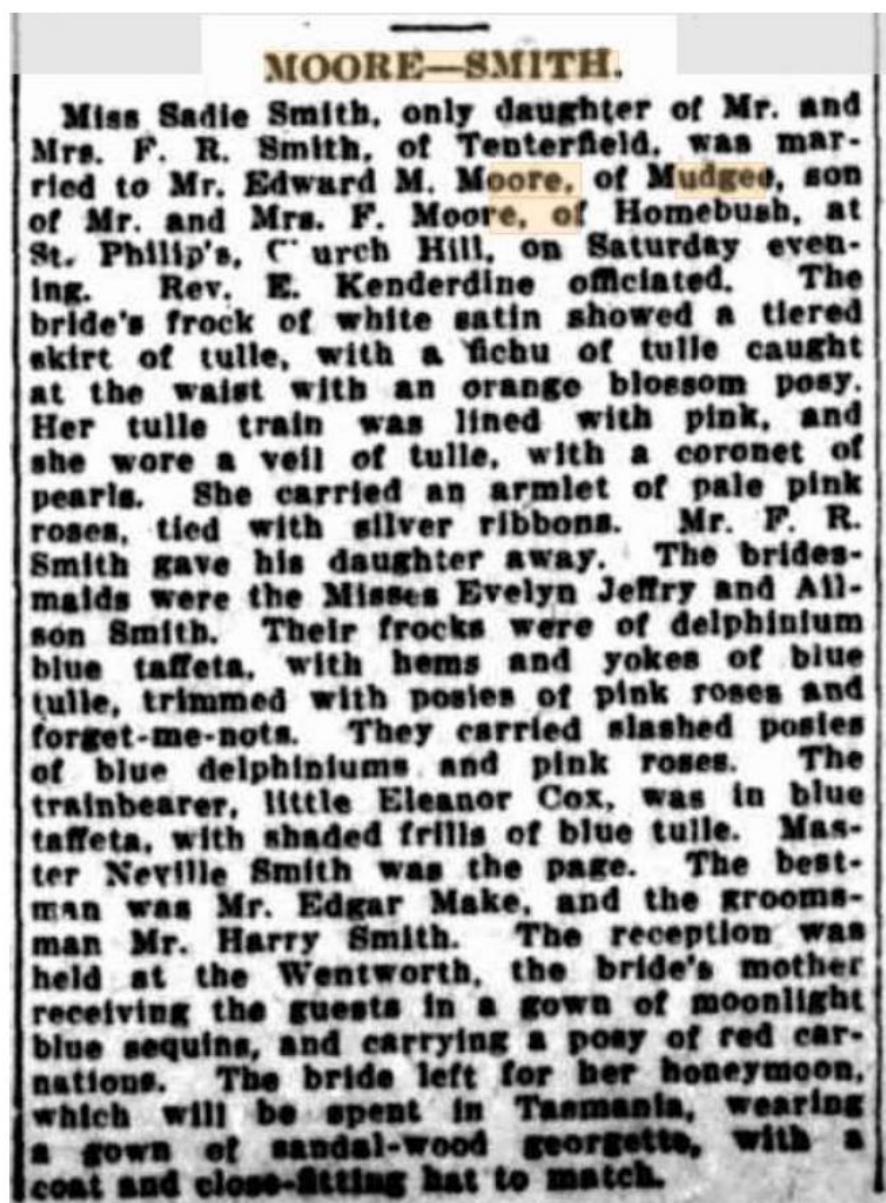 MOORE—SMITH.
Miss Sadie Smith, only daughter of Mr. and
Mrs. F. R. Smith, of Tenterfield, was mar-
ried to Mr. Edward M. Moore, of Mudgee, son
of Mr. and Mrs. F. Moore, of Homebush, at
St. Philip's, C urch Hill, on Saturday even-
ing. Rev. E. Kenderdine officiated. The
bride's frock of white satin showed a tiered
skirt of tulle, with a fichu of tulle caught
at the waist with an orange blossom posy.
Her tulle train was lined with pink, and
she wore a veil of tulle, with a coronet of
pearls. She carried an armlet of pale pink
roses, tied with silver ribbons. Mr. F. R.
Smith gave his daughter away. The brides-
maids were the Misses Evelyn Jeffry and Ail-
son Smith. Their frocks were of delphinium
blue taffeta, with hems and yokes of blue
tulle, trimmed with posies of pink roses and
forget-me-nots. They carried slashed posies
of blue delphiniums and pink roses. The
trainbearer, little Eleanor Cox, was in blue
taffeta, with shaded frills of blue tulle. Mas-
ter Neville Smith was the page. The best-
man was Mr. Edgar Make, and the grooms-
man Mr. Harry Smith. The reception was
held at the Wentworth, the bride's mother
receiving the guests in a gown of moonlight
blue sequins, and carrying a posy of red car-
nations. The bride left for her honeymoon,
which will be spent in Tasmania, wearing
a gown of sandal-wood georgette, with a
coat and close-fitting hat to match.